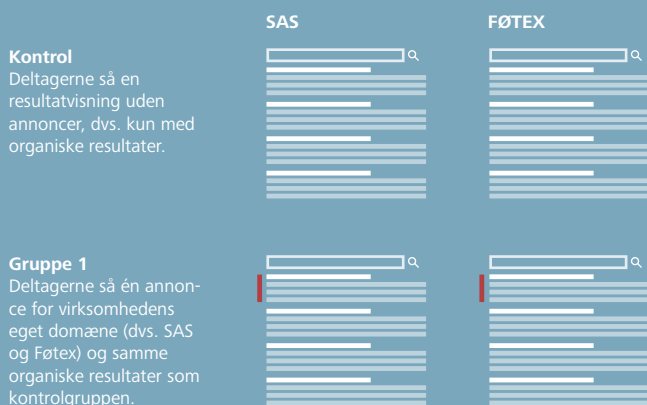 SAS
FØTEX
Kontrol
Deltagerne så en
resultatvisning uden
annoncer, dvs. kun med
organiske resultater.
Gruppe 1
Deltagerne så én annon-
ce for virksomhedens
eget domæne (dvs. SAS
og Føtex) og samme
organiske resultater som
kontrolgruppen.